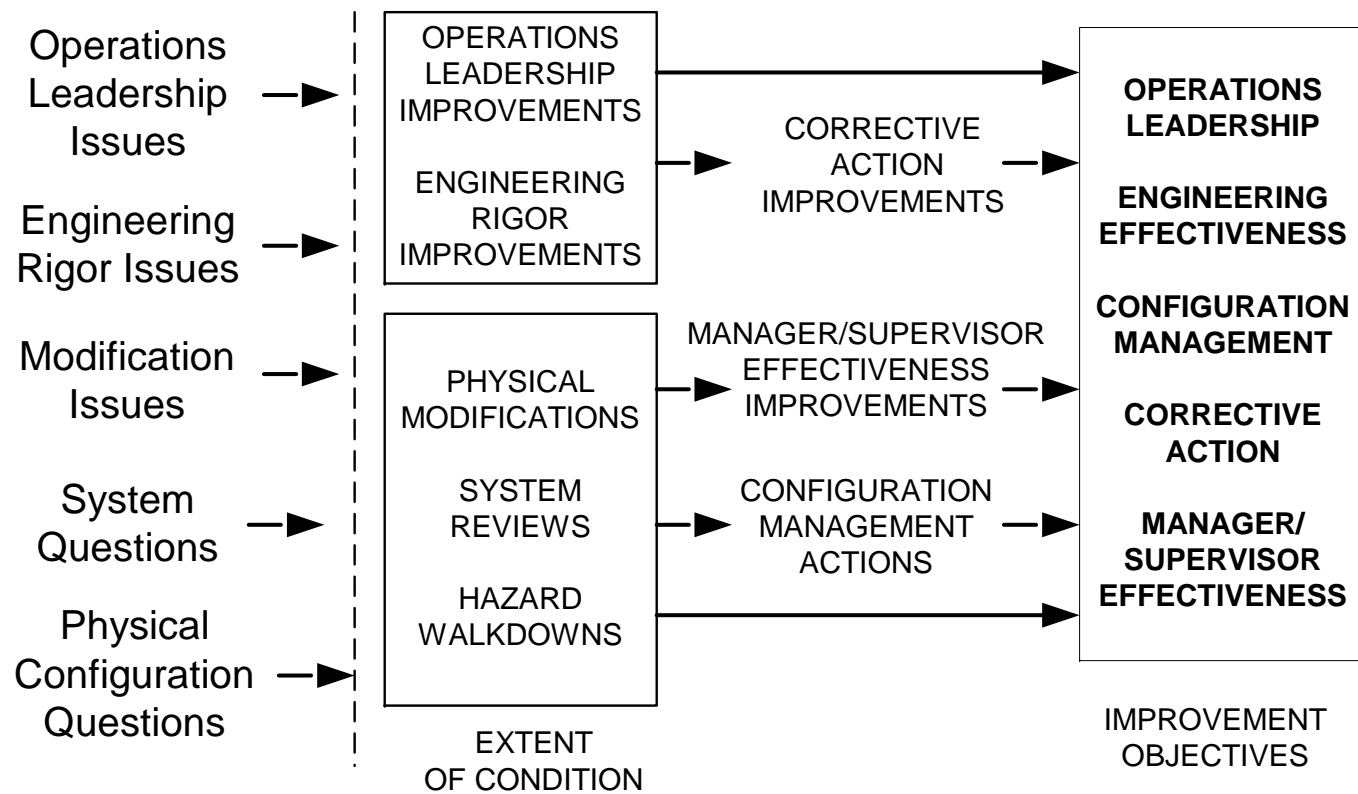 Operations
Leadership
Issues
Engineering
Rigor Issues
Modification
Issues
System
Questions
Physical
Configuration
Questions
OPERATIONS
LEADERSHIP
IMPROVEMENTS
ENGINEERING
RIGOR
IMPROVEMENTS
PHYSICAL
MODIFICATIONS
SYSTEM
REVIEWS
HAZARD
WALKDOWNS
EXTENT
OF CONDITION
CORRECTIVE
ACTION
IMPROVEMENTS
MANAGER/SUPERVISOR
EFFECTIVENESS
IMPROVEMENTS
CONFIGURATION
MANAGEMENT
ACTIONS
OPERATIONS
LEADERSHIP
ENGINEERING
EFFECTIVENESS
CONFIGURATION
MANAGEMENT
CORRECTIVE
ACTION
MANAGER/
SUPERVISOR
EFFECTIVENESS
IMPROVEMENT
OBJECTIVES